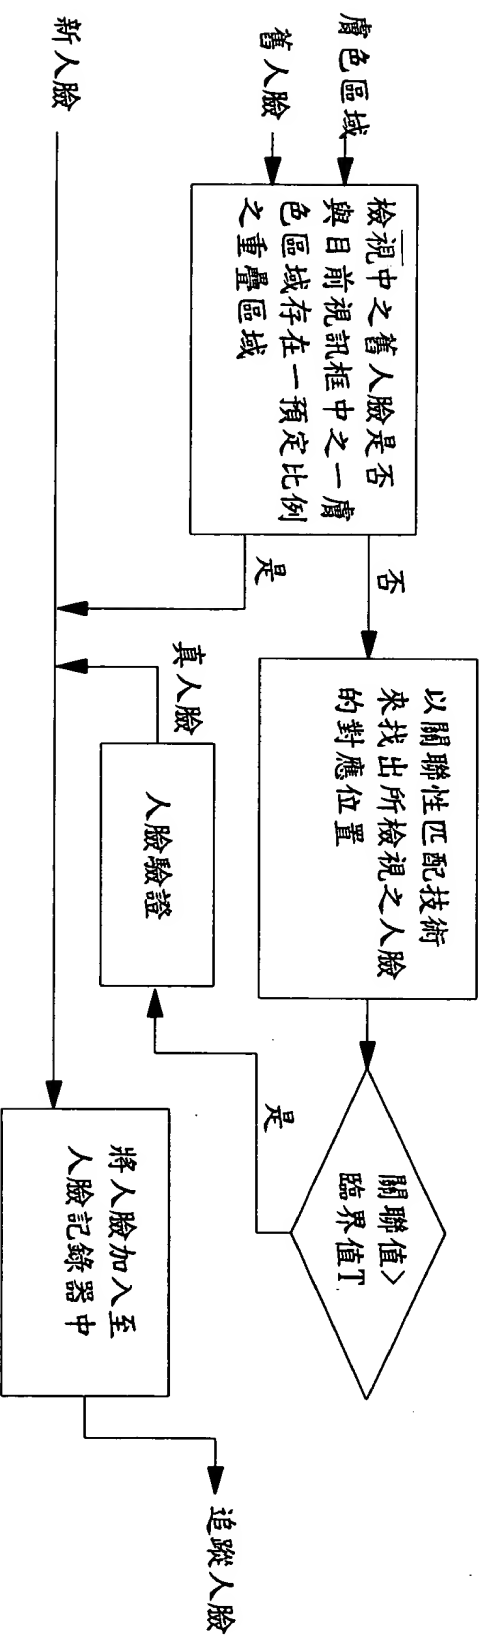 膚色區域
舊人臉
新人臉
檢視中之舊人臉是否
與目前視訊框中之一膚
色區域存在一預定比例
之重疊區域
否
是
以關聯性匹配技術
來找出所檢視之人臉
的對應位置
真人臉
人臉驗證
關聯值>
臨界值T
是
將人臉加入至
人臉記錄器中
追蹤人臉